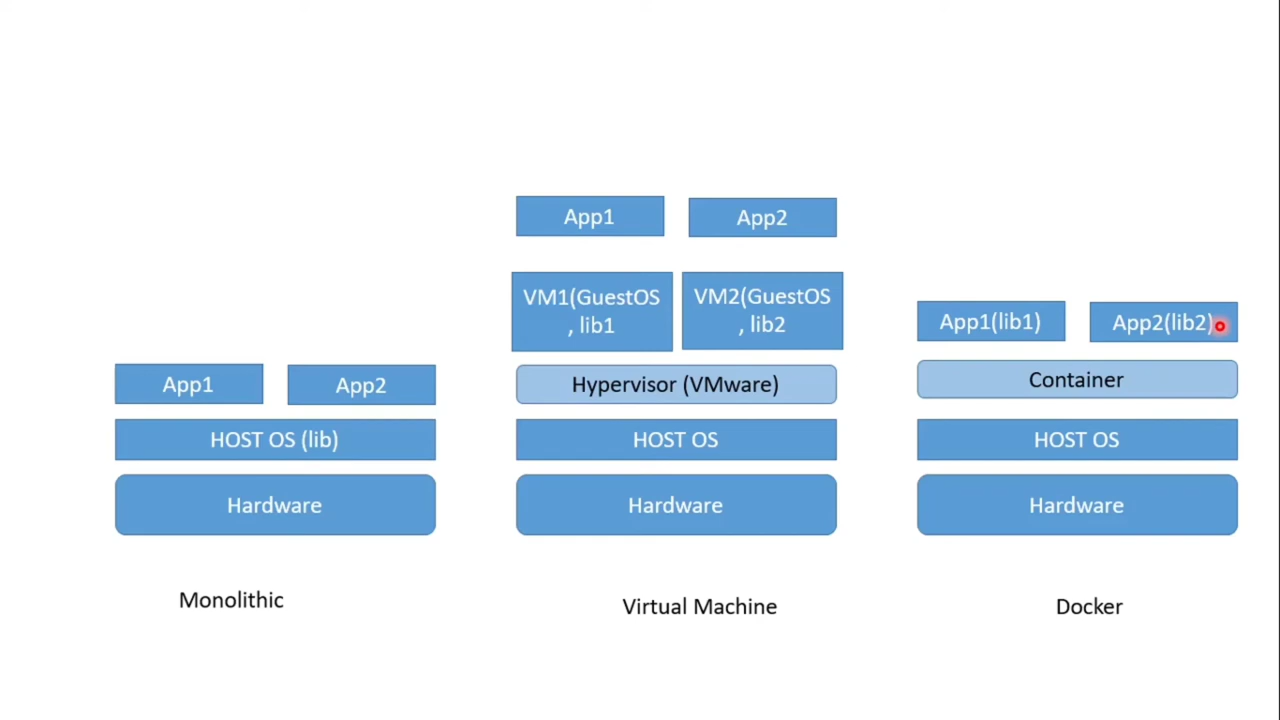 App1
App2
HOST OS (lib)
Hardware
Monolithic
App1
App2
VM1(GuestOS
, lib1
VM2(GuestOS
, lib2
Hypervisor (VMware)
HOST OS
Hardware
Virtual Machine
App1(lib1)
App2(lib2)
Container
HOST OS
Hardware
Docker